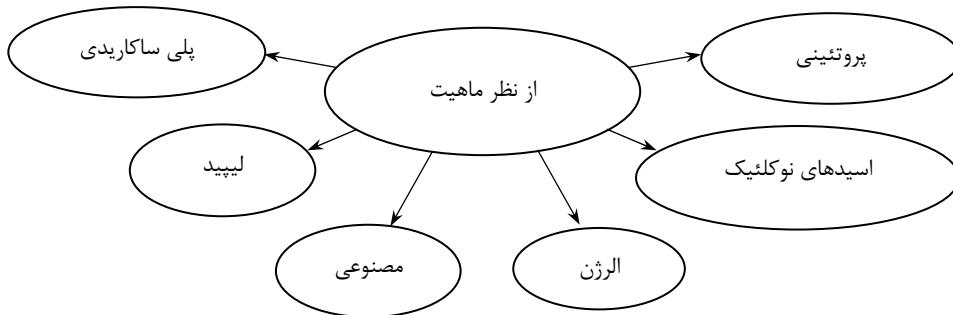 پلی ساکاریدی
پروتئینی
از نظر ماهیت
لیپید
اسیدهای نوکلئیک
مصنوعی
الرژن